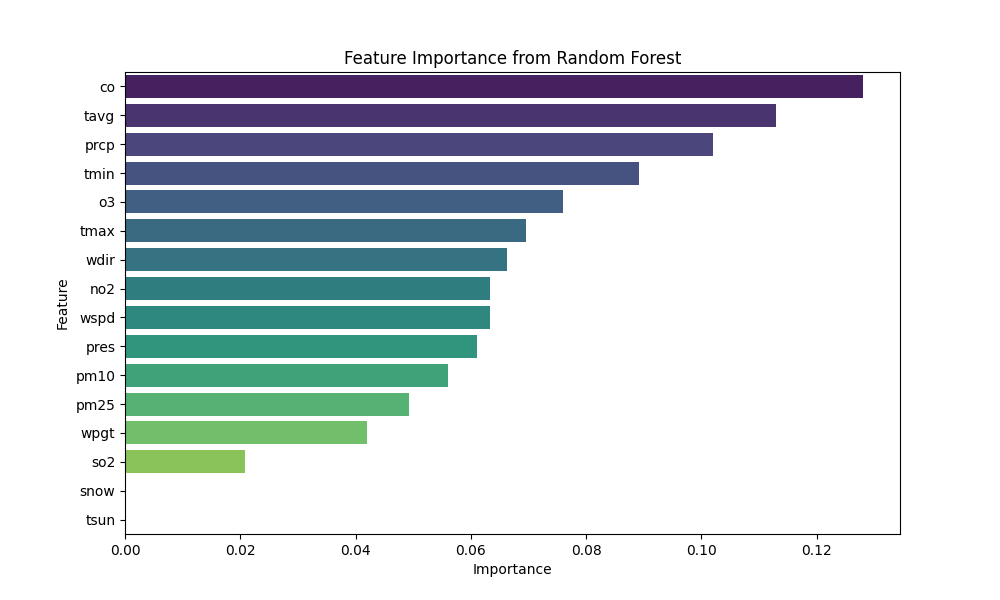 Feature Importance from Random Forest
co
tavg
prcp
tmin
o3
tmax
wdir
no2
wspd
pres
pm10
pm25
wpgt
so2
snow
tsun
Feature
0.00 0.02 0.04 0.06 0.08 0.10 0.12
Importance